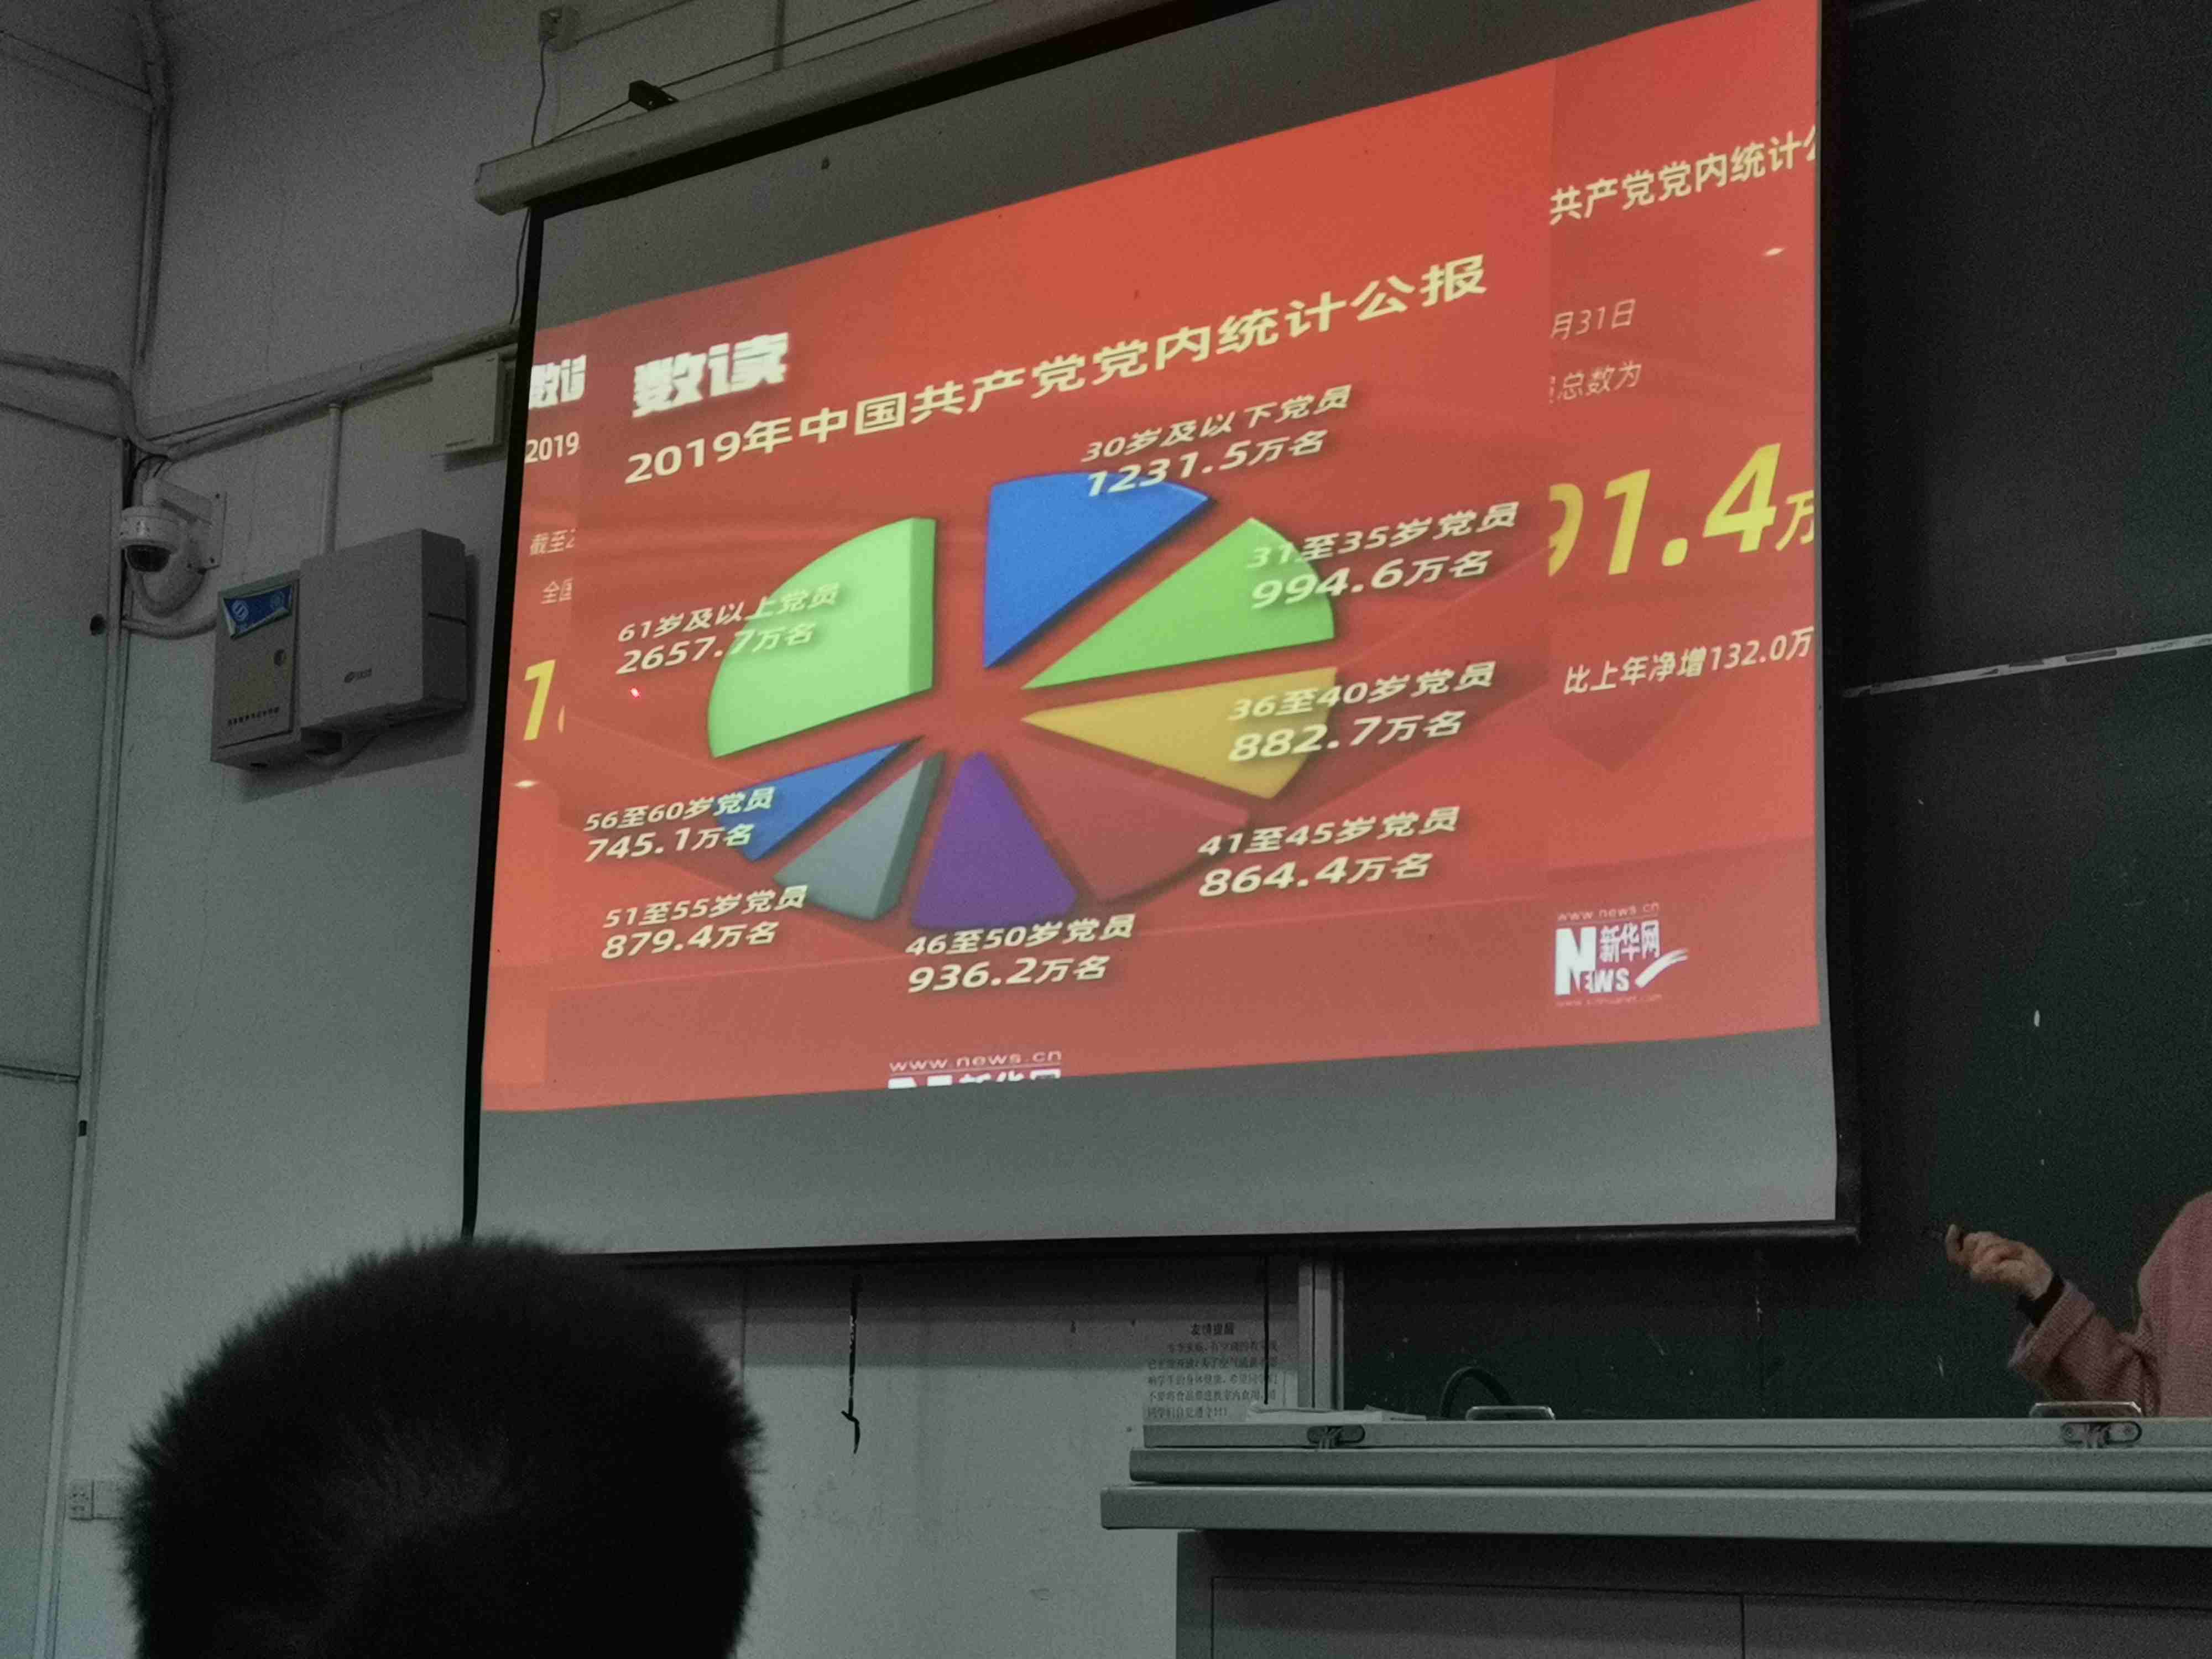 数读
2019年中国共产党党内统计公报
30岁及以下党员
1231.5万名
31至35岁党员
994.6万名
36至40岁党员
882.7万名
41至45岁党员
864.4万名
46至50岁党员
936.2万名
51至55岁党员
879.4万名
56至60岁党员
745.1万名
61岁及以上党员
2657.7万名
www.news.cn
数读
2019
截至2
全国
共产党党内统计公
月31日
总数为
91.4万
比上年净增132.0万
www.news.cn
新华网
NEWS
友情提醒